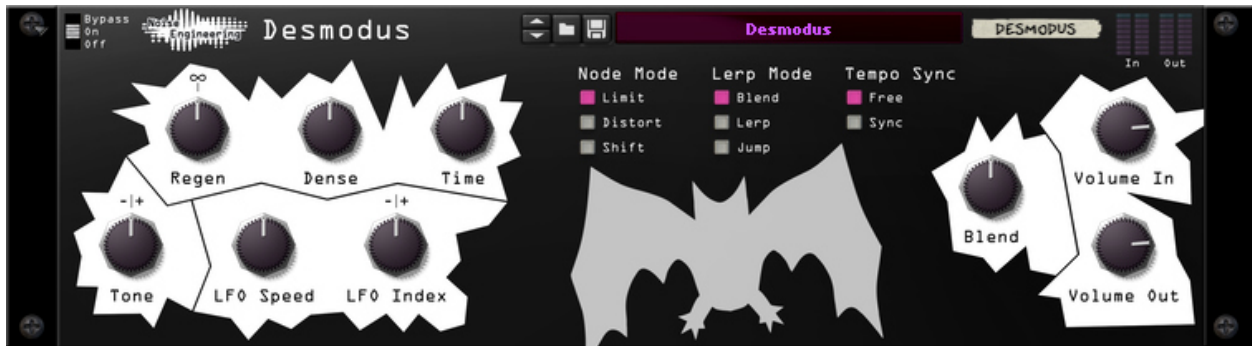 Bypass
On
Off
Noise
Engineering
Desmodus
Desmodus
DESMODUS
In
Out
Node Mode
Limit
Distort
Shift
Lerp Mode
Blend
Lerp
Jump
Tempo Sync
Free
Sync
∞
Regen
Dense
Time
-|+
Tone
LFO Speed
-|+
LFO Index
Blend
Volume In
Volume Out